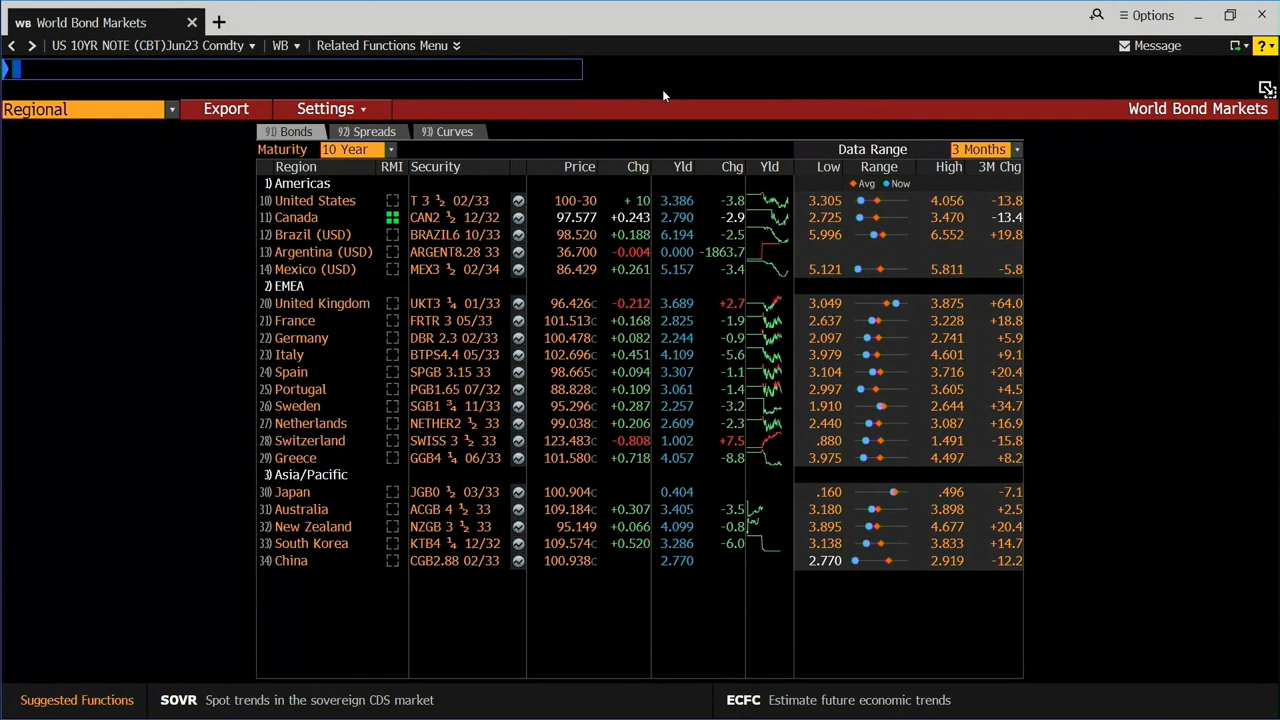 WB World Bond Markets
Options
US 10YR NOTE (CBT)Jun23 Comdty WB Related Functions Menu Message ?
Regional Export Settings World Bond Markets
91) Bonds 92) Spreads 93) Curves
Maturity 10 Year Data Range 3 Months
Region RMI Security Price Chg Yld Chg Yld Low Range High 3M Chg
1) Americas Avg Now
10) United States T 3 ½ 02/33 100-30 + 10 3.386 -3.8 3.305 4.056 -13.8
11) Canada CAN2 ½ 12/32 97.577 +0.243 2.790 -2.9 2.725 3.470 -13.4
12) Brazil (USD) BRAZIL6 10/33 98.520 +0.188 6.194 -2.5 5.996 6.552 +19.8
13) Argentina (USD) ARGENT8.28 33 36.700 -0.004 0.000 -1863.7
14) Mexico (USD) MEX3 ½ 02/34 86.429 +0.261 5.157 -3.4 5.121 5.811 -5.8
2) EMEA
20) United Kingdom UKT3 ¼ 01/33 96.426C -0.212 3.689 +2.7 3.049 3.875 +64.0
21) France FRTR 3 05/33 101.513C +0.168 2.825 -1.9 2.637 3.228 +18.8
22) Germany DBR 2.3 02/33 100.478C +0.082 2.244 -0.9 2.097 2.741 +5.9
23) Italy BTPS4.4 05/33 102.696C +0.451 4.109 -5.6 3.979 4.601 +9.1
24) Spain SPGB 3.15 33 98.665C +0.094 3.307 -1.1 3.104 3.716 +20.4
25) Portugal PGB1.65 07/32 88.828C +0.109 3.061 -1.4 2.997 3.605 +4.5
26) Sweden SGB1 ¾ 11/33 95.296C +0.287 2.257 -3.2 1.910 2.644 +34.7
27) Netherlands NETHER2 ½ 33 99.038C +0.206 2.609 -2.3 2.440 3.087 +16.9
28) Switzerland SWISS 3 ½ 33 123.483C -0.808 1.002 +7.5 .880 1.491 -15.8
29) Greece GGB4 ¼ 06/33 101.580C +0.718 4.057 -8.8 3.975 4.497 +8.2
3) Asia/Pacific
30) Japan JGB0 ½ 03/33 100.904C 0.404 .160 .496 -7.1
31) Australia ACGB 4 ½ 33 109.184C +0.307 3.405 -3.5 3.180 3.898 +2.5
32) New Zealand NZGB 3 ½ 33 95.149 +0.066 4.099 -0.8 3.895 4.677 +20.4
33) South Korea KTB4 ¼ 12/32 109.574C +0.520 3.286 -6.0 3.138 3.833 +14.7
34) China CGB2.88 02/33 100.938C 2.770 2.770 2.919 -12.2
Suggested Functions SOVR Spot trends in the sovereign CDS market ECFC Estimate future economic trends